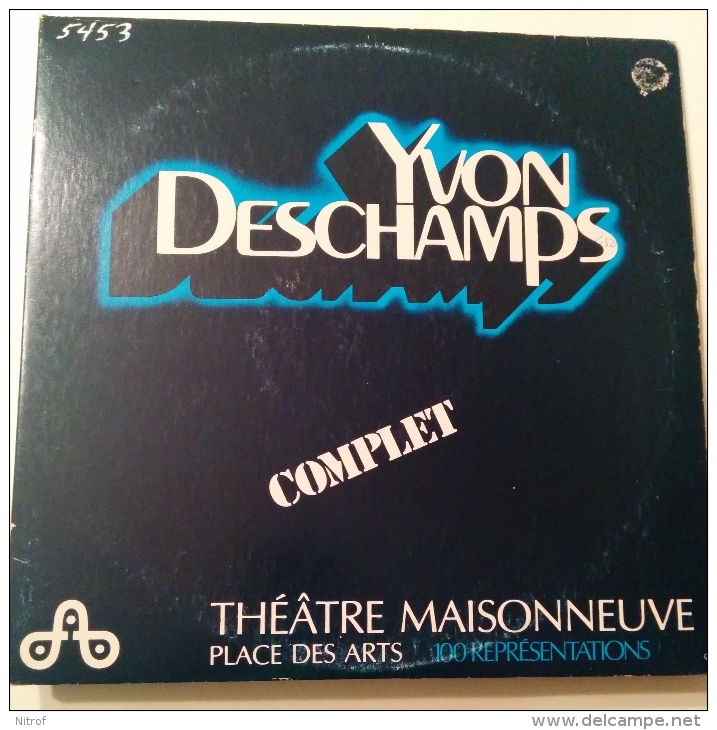 5453
YVON
DESCHAMPS
COMPLET
THÉÂTRE MAISONNEUVE
PLACE DES ARTS 100 REPRÉSENTATIONS
Nitrof
www.delcampe.net